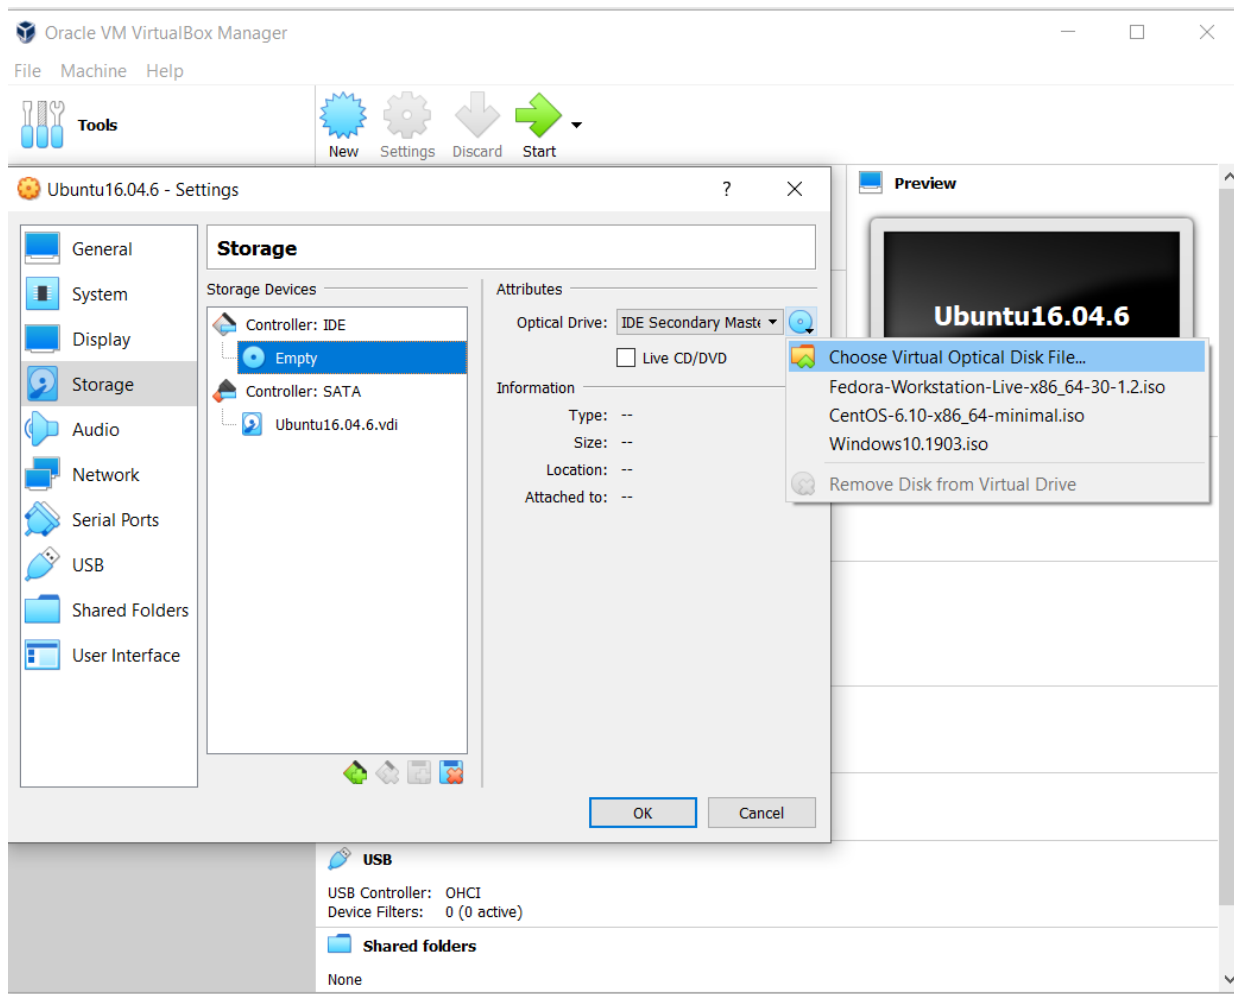 Oracle VM VirtualBox Manager
File Machine Help
Tools
New Settings Discard Start
Ubuntu16.04.6 - Settings ?
Preview
General
System
Display
Storage
Audio
Network
Serial Ports
USB
Shared Folders
User Interface
Storage
Storage Devices
Controller: IDE
Empty
Controller: SATA
Ubuntu16.04.6.vdi
Attributes
Optical Drive: IDE Secondary Maste
Live CD/DVD
Information
Type: --
Size: --
Location: --
Attached to: --
Ubuntu16.04.6
Choose Virtual Optical Disk File...
Fedora-Workstation-Live-x86_64-30-1.2.iso
CentOS-6.10-x86_64-minimal.iso
Windows10.1903.iso
Remove Disk from Virtual Drive
OK Cancel
USB
USB Controller: OHCI
Device Filters: 0 (0 active)
Shared folders
None